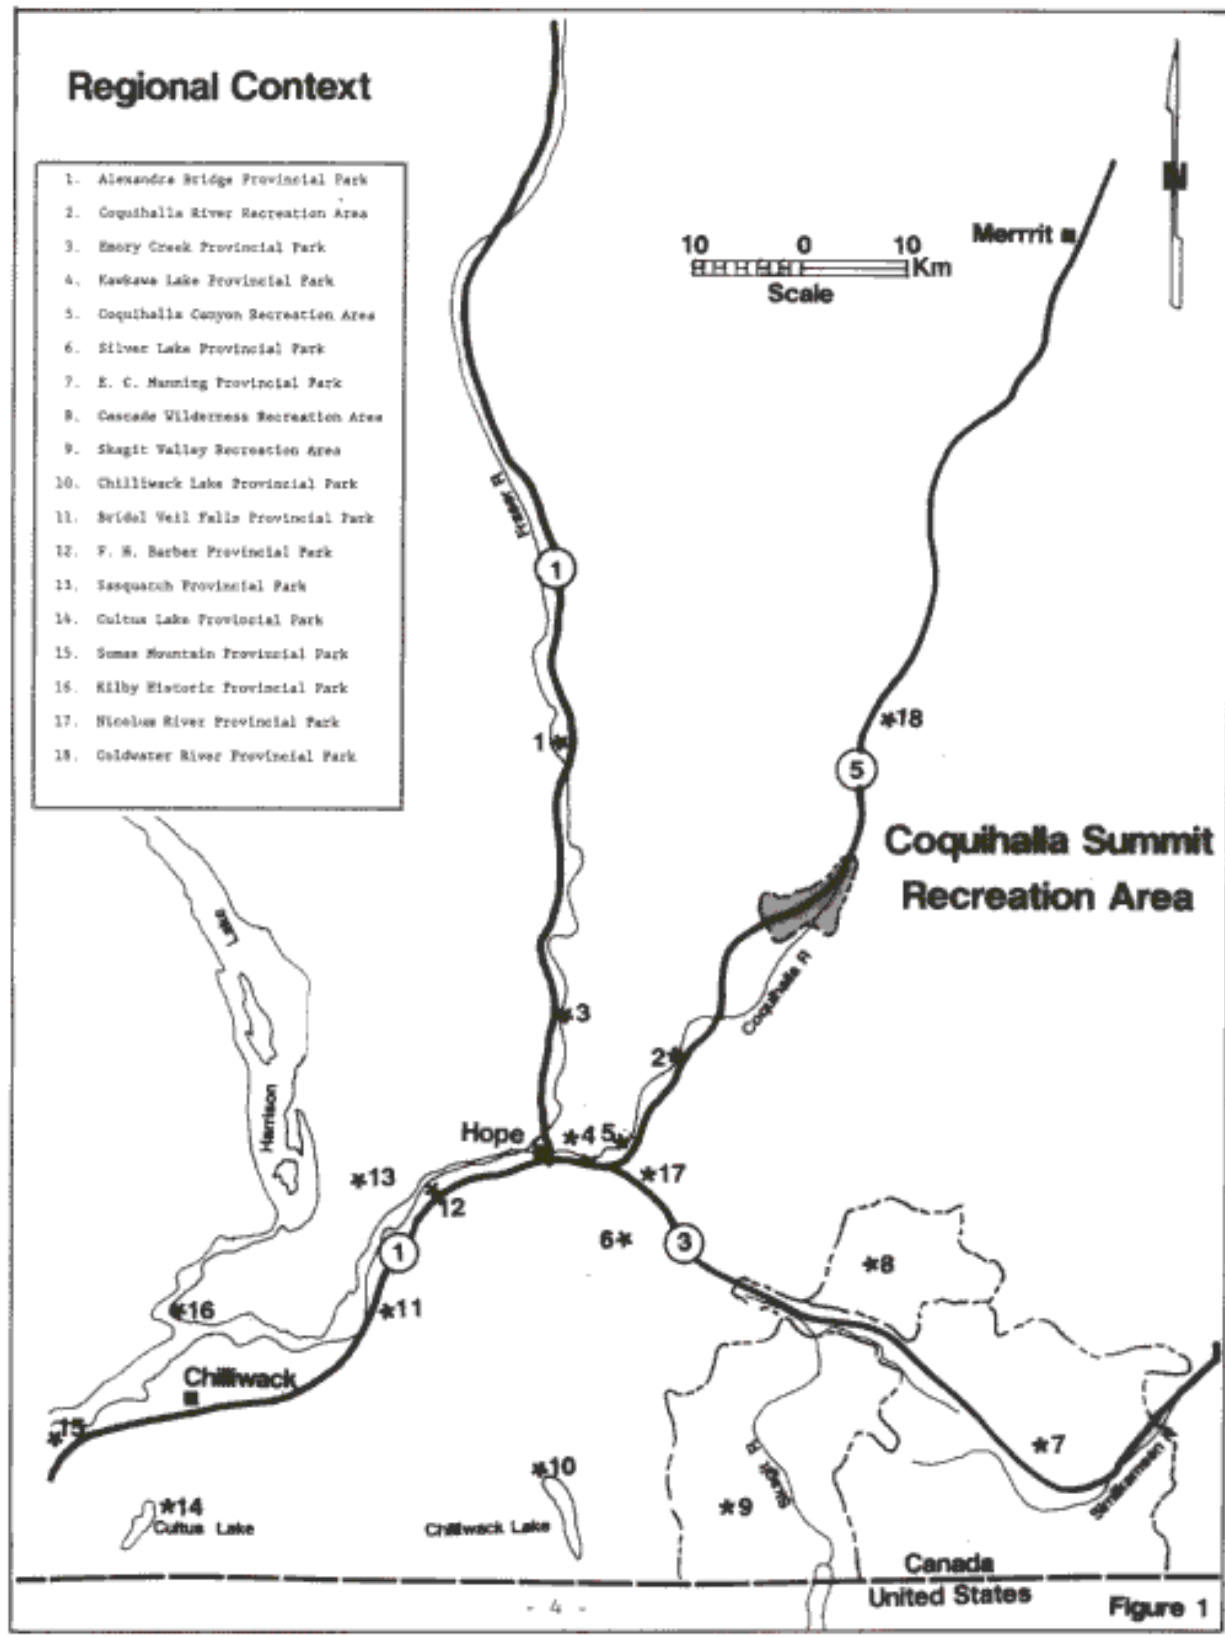 Regional Context
1. Alexandra Bridge Provincial Park
2. Coquihalla River Recreation Area
3. Emory Creek Provincial Park
4. Kawkawa Lake Provincial Park
5. Coquihalla Canyon Recreation Area
6. Silver Lake Provincial Park
7. E. C. Manning Provincial Park
8. Cascade Wilderness Recreation Area
9. Skagit Valley Recreation Area
10. Chilliwack Lake Provincial Park
11. Bridal Veil Falls Provincial Park
12. F. H. Barber Provincial Park
13. Sasquatch Provincial Park
14. Cultus Lake Provincial Park
15. Sumas Mountain Provincial Park
16. Kilby Historic Provincial Park
17. Nicolum River Provincial Park
18. Coldwater River Provincial Park
N
Merrrit
10 0 10
Km
Scale
Fraser R
1
*18
1*
5
Coquihalla Summit
Recreation Area
Lake
Coquihalla R
*3
2*
Harrison
Hope
*4 5*
*13
*17
*12
6*
3
1
*8
*16
*11
Chilliwack
*15
*7
Similkameen R
Skagit R
*10
*14
Cultus Lake
Chilliwack Lake
*9
Canada
United States
- 4 -
Figure 1